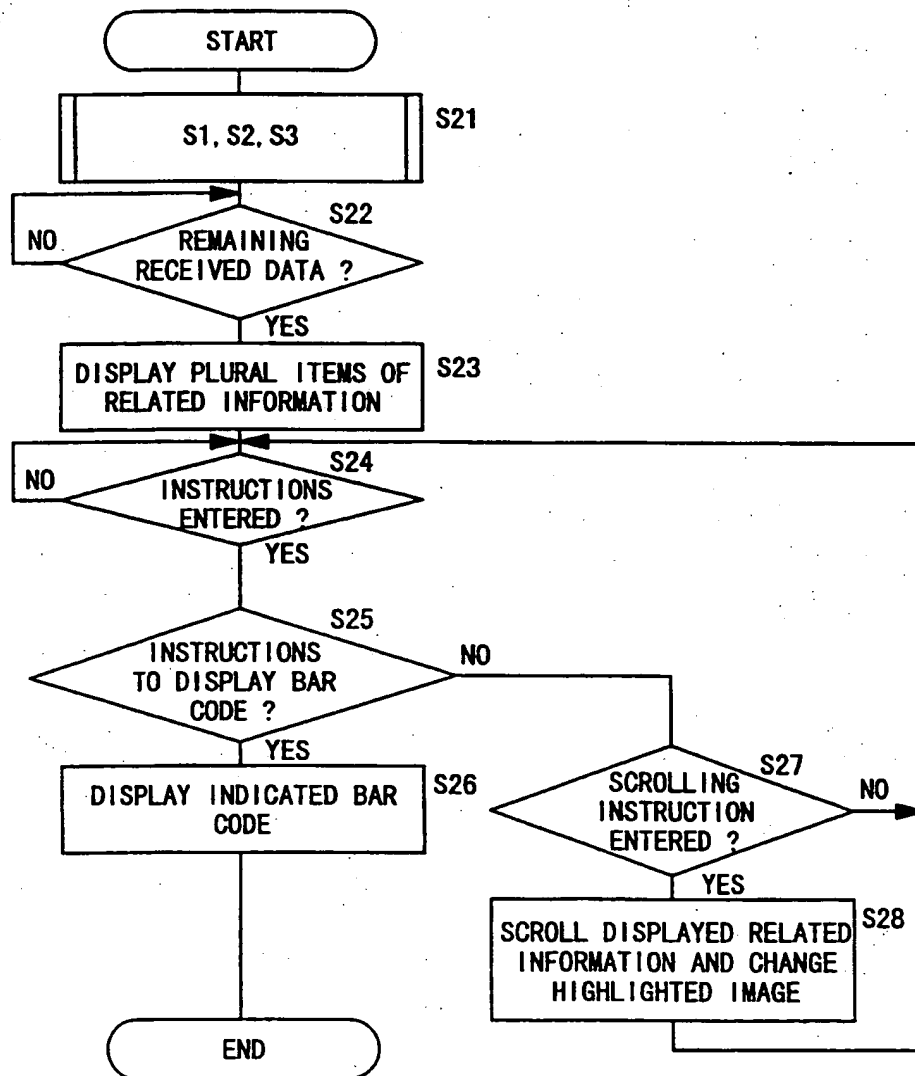 START
S1, S2, S3
S21
S22
NO
REMAINING
RECEIVED DATA ?
YES
DISPLAY PLURAL ITEMS OF
RELATED INFORMATION
S23
S24
NO
INSTRUCTIONS
ENTERED ?
YES
S25
INSTRUCTIONS
TO DISPLAY BAR
CODE ?
NO
YES
DISPLAY INDICATED BAR
CODE
S26
S27
SCROLLING
INSTRUCTION
ENTERED ?
NO
YES
SCROLL DISPLAYED RELATED
INFORMATION AND CHANGE
HIGHLIGHTED IMAGE
S28
END